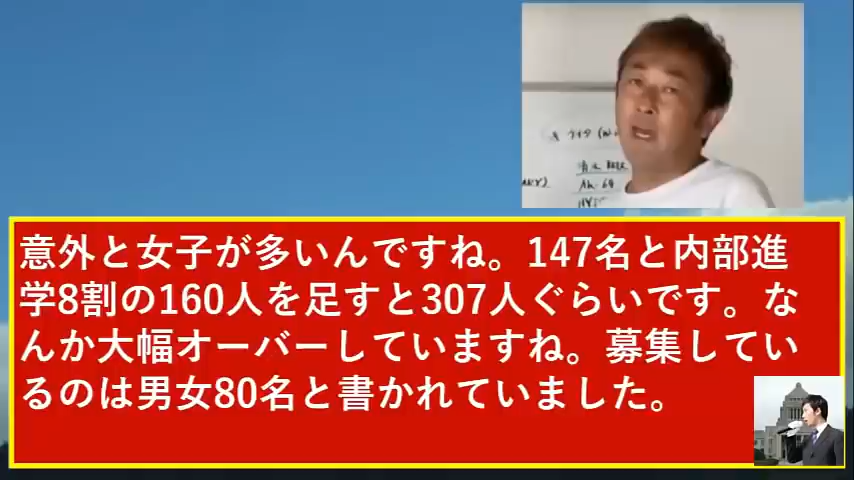 意外と女子が多いんですね。147名と内部進
学8割の160人を足すと307人ぐらいです。な
んか大幅オーバーしていますね。募集してい
るのは男女80名と書かれていました。